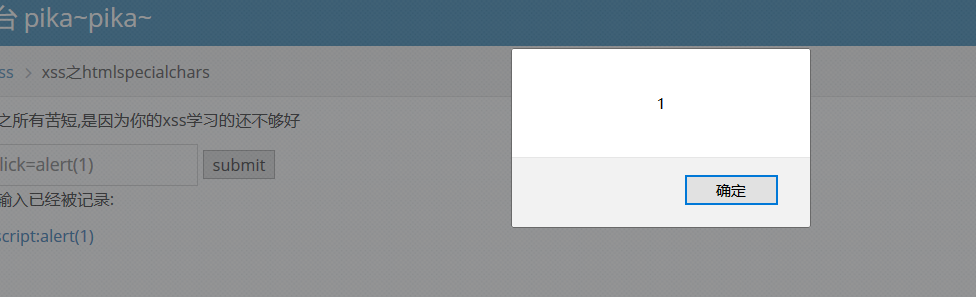 台 pika~pika~
ss > xss之htmlspecialchars
之所有苦短,是因为你的xss学习的还不够好
lick=alert(1)
submit
输入已经被记录:
script:alert(1)
1
确定